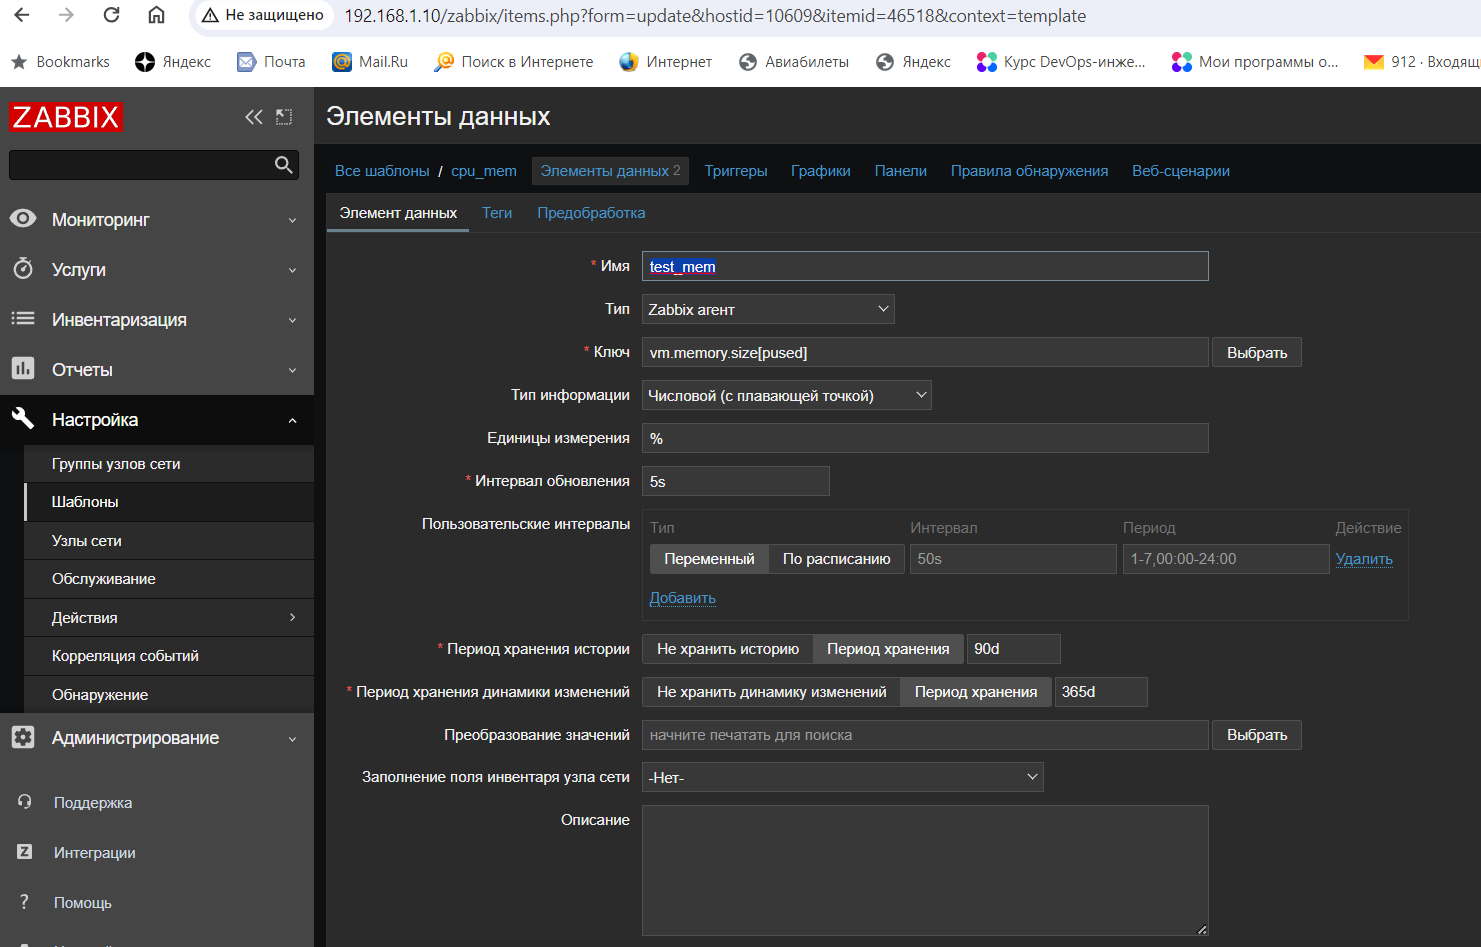 Не защищено 192.168.1.10/zabbix/items.php?form=update&hostid=10609&itemid=46518&context=template
Bookmarks Яндекс Почта Mail.Ru Поиск в Интернете Интернет Авиабилеты Яндекс Курс DevOps-инже... Мои программы о... 912 · Входящ
ZABBIX
Мониторинг
Услуги
Инвентаризация
Отчеты
Настройка
Группы узлов сети
Шаблоны
Узлы сети
Обслуживание
Действия
Корреляция событий
Обнаружение
Администрирование
Поддержка
Z Интеграции
? Помощь
Элементы данных
Все шаблоны / cpu_mem Элементы данных 2 Триггеры Графики Панели Правила обнаружения Веб-сценарии
Элемент данных Теги Предобработка
* Имя test_mem
Тип Zabbix агент
* Ключ vm.memory.size[pused] Выбрать
Тип информации Числовой (с плавающей точкой)
Единицы измерения %
* Интервал обновления 5s
Пользовательские интервалы Тип Интервал Период Действие
Переменный По расписанию 50s 1-7,00:00-24:00 Удалить
Добавить
* Период хранения истории Не хранить историю Период хранения 90d
* Период хранения динамики изменений Не хранить динамику изменений Период хранения 365d
Преобразование значений начните печатать для поиска Выбрать
Заполнение поля инвентаря узла сети -Нет-
Описание